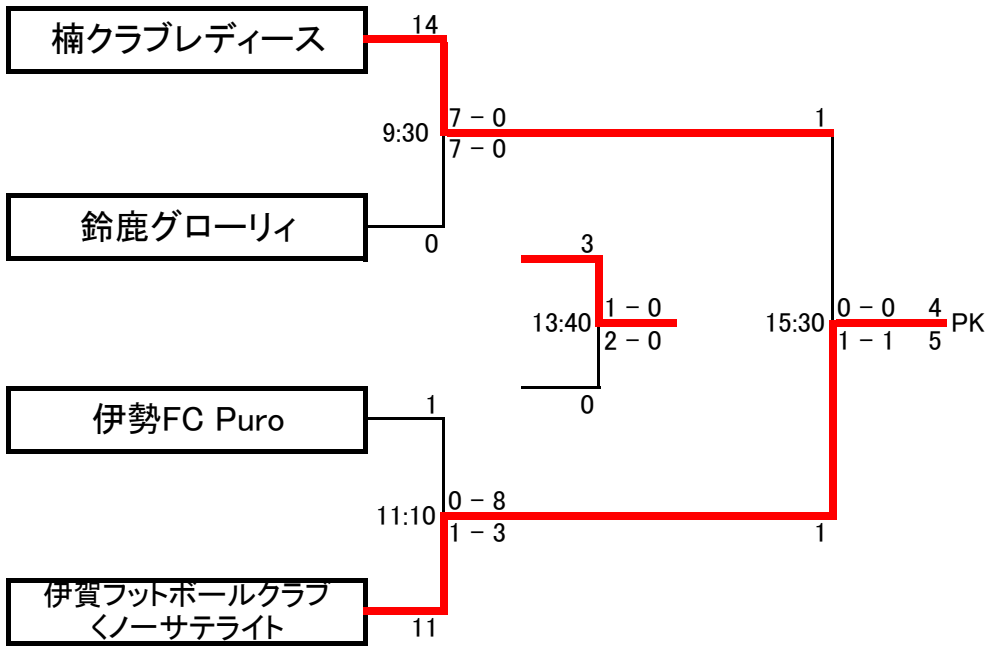 楠クラブレディース
14
9:30
7 − 0
7 − 0
1
鈴鹿グローリィ
0
3
13:40
1 − 0
2 − 0
0
15:30
0 − 0 4
1 − 1 5
PK
伊勢FC Puro
1
11:10
0 − 8
1 − 3
1
伊賀フットボールクラブ
くノーサテライト
11